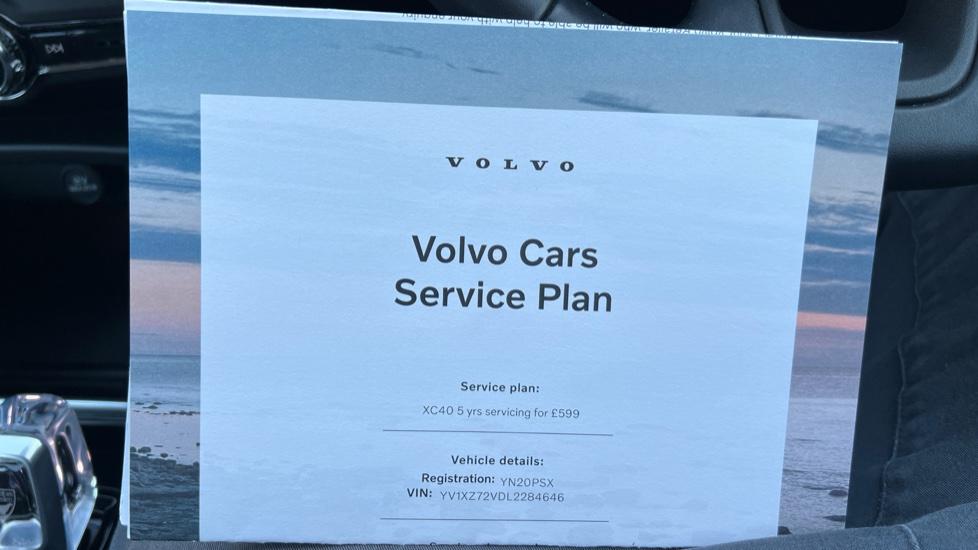 VOLVO
Volvo Cars
Service Plan
Service plan:
XC40 5 yrs servicing for £599
Vehicle details:
Registration: YN20PSX
VIN: YV1XZ72VDL2284646